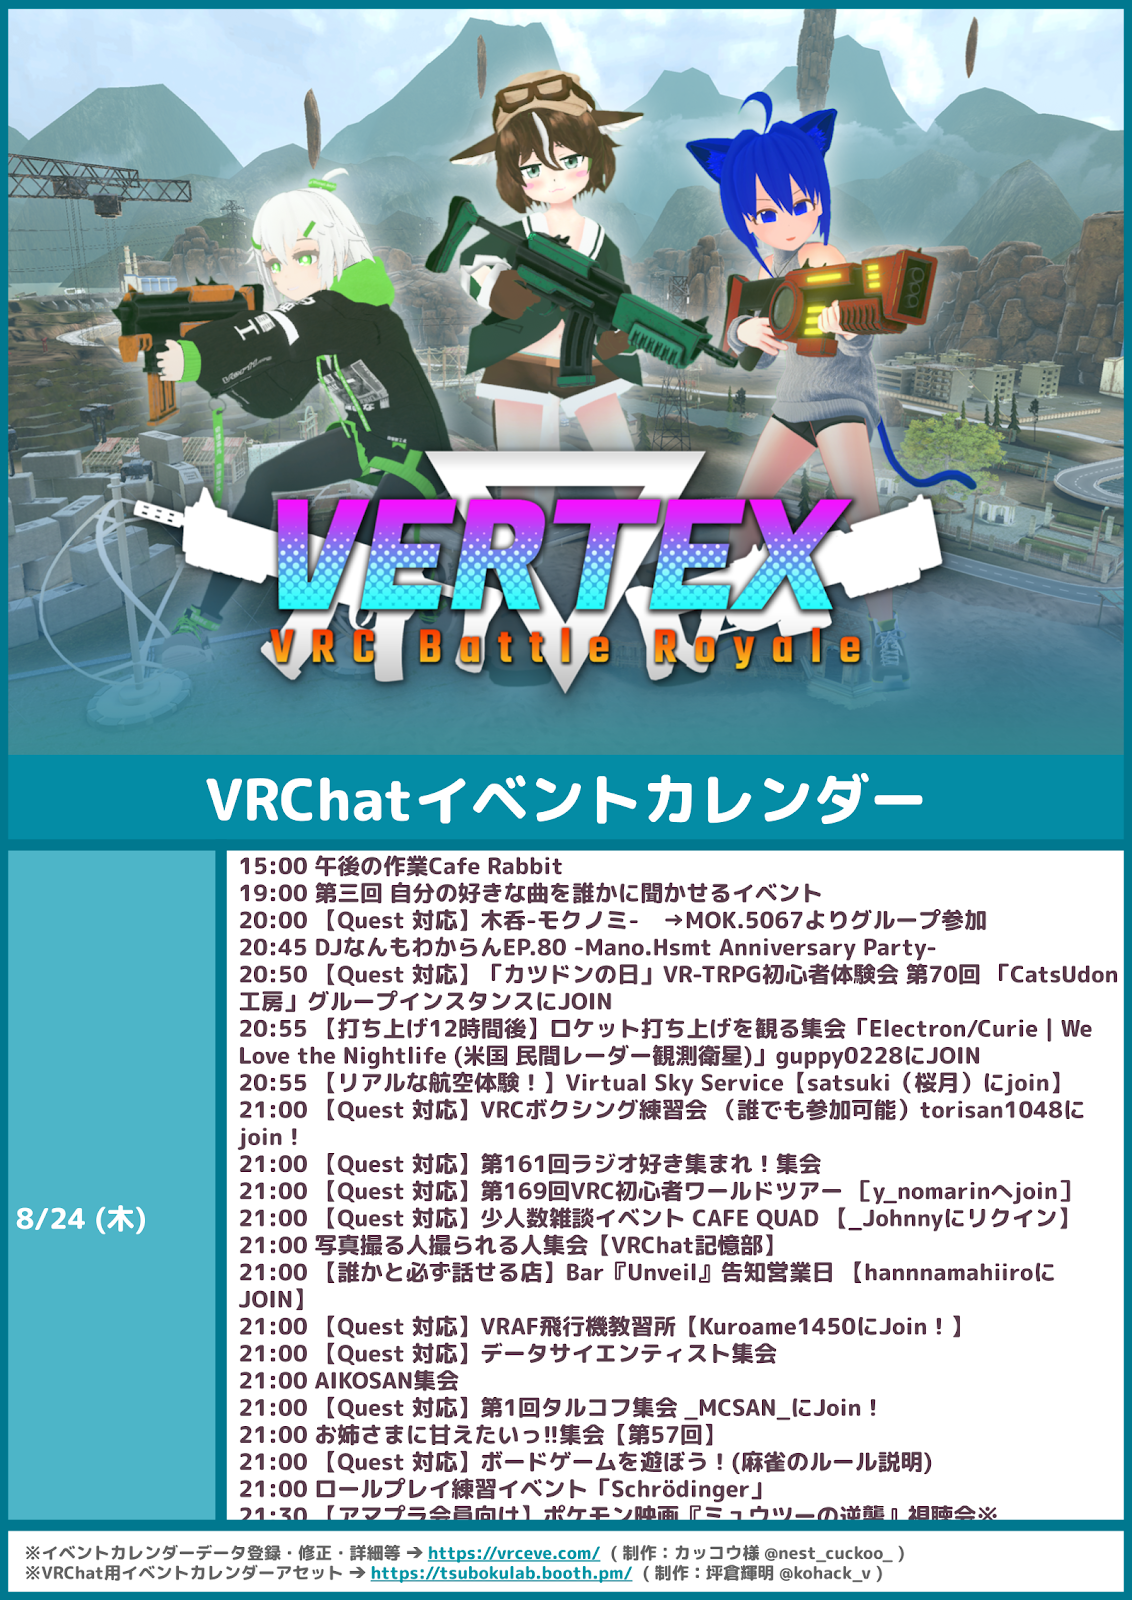 VERTEX
VRC Battle Royale
VRChatイベントカレンダー
8/24 (木)
15:00 午後の作業Cafe Rabbit
19:00 第三回 自分の好きな曲を誰かに聞かせるイベント
20:00 【Quest 対応】木呑-モクノミ-　→MOK.5067よりグループ参加
20:45 DJなんもわからんEP.80 -Mano.Hsmt Anniversary Party-
20:50 【Quest 対応】「カツドンの日」VR-TRPG初心者体験会 第70回 「CatsUdon
工房」グループインスタンスにJOIN
20:55 【打ち上げ12時間後】ロケット打ち上げを観る集会「Electron/Curie | We
Love the Nightlife (米国 民間レーダー観測衛星)」guppy0228にJOIN
20:55 【リアルな航空体験！】Virtual Sky Service【satsuki（桜月）にjoin】
21:00 【Quest 対応】VRCボクシング練習会 （誰でも参加可能）torisan1048に
join！
21:00 【Quest 対応】第161回ラジオ好き集まれ！集会
21:00 【Quest 対応】第169回VRC初心者ワールドツアー ［y_nomarinへjoin］
21:00 【Quest 対応】少人数雑談イベント CAFE QUAD 【_Johnnyにリクイン】
21:00 写真撮る人撮られる人集会【VRChat記憶部】
21:00 【誰かと必ず話せる店】Bar『Unveil』告知営業日 【hannnamahiiroに
JOIN】
21:00 【Quest 対応】VRAF飛行機教習所【Kuroame1450にJoin！】
21:00 【Quest 対応】データサイエンティスト集会
21:00 AIKOSAN集会
21:00 【Quest 対応】第1回タルコフ集会 _MCSAN_にJoin！
21:00 お姉さまに甘えたいっ!!集会【第57回】
21:00 【Quest 対応】ボードゲームを遊ぼう！(麻雀のルール説明)
21:00 ロールプレイ練習イベント「Schrödinger」
21:30 【アマプラ会員向け】ポケモン映画『ミュウツーの逆襲』視聴会※
※イベントカレンダーデータ登録・修正・詳細等 ➔ https://vrceve.com/ （制作：カッコウ様 @nest_cuckoo_ ）
※VRChat用イベントカレンダーアセット ➔ https://tsubokulab.booth.pm/ （制作：坪倉輝明 @kohack_v ）